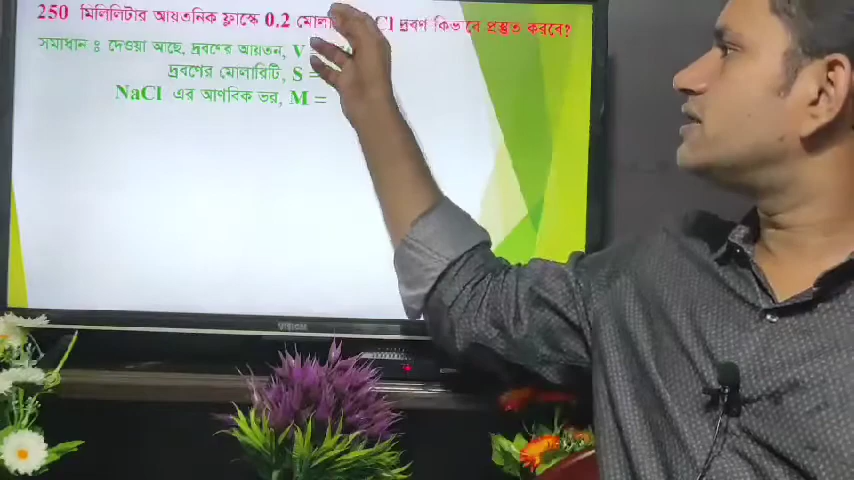 250 মিলিলিটার আয়তনিক ফ্লাস্কে 0.2 মোলার NaCl দ্রবণ কিভাবে প্রস্তুত করবে?
সমাধান : দেওয়া আছে, দ্রবণের আয়তন, V
দ্রবণের মোলারিটি, S =
NaCl এর আণবিক ভর, M =